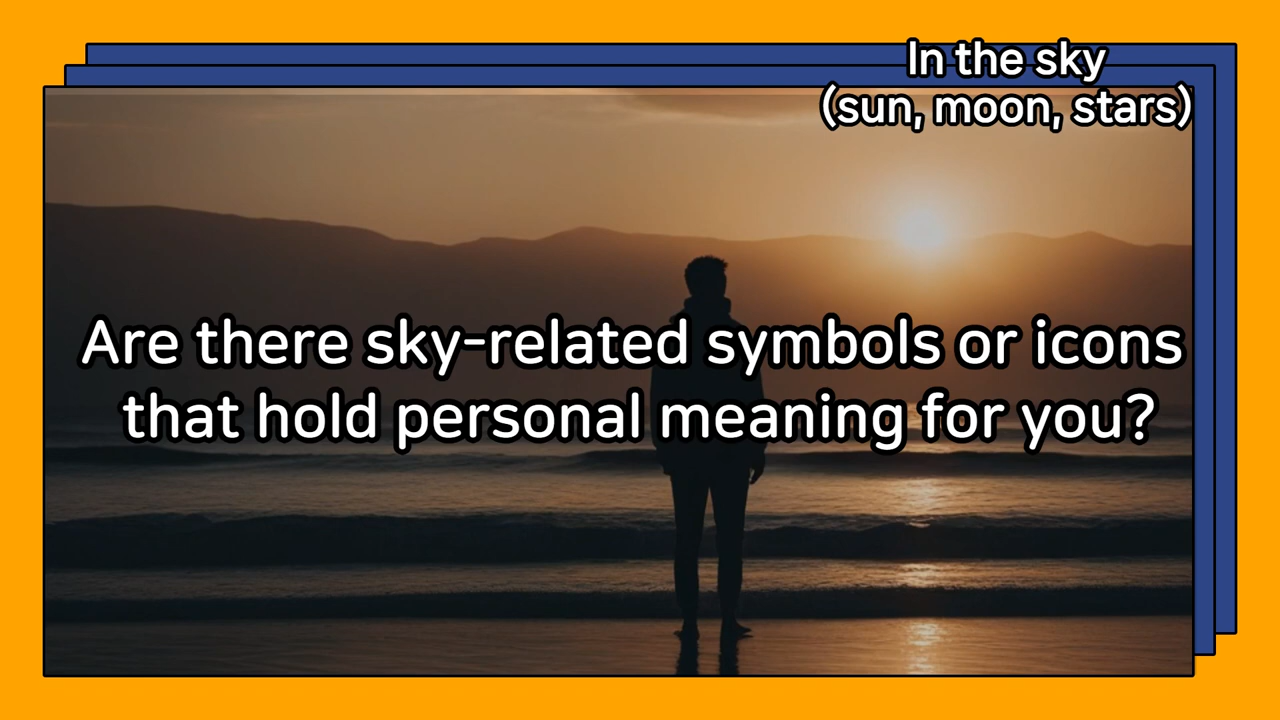 In the sky
(sun, moon, stars)
Are there sky-related symbols or icons
that hold personal meaning for you?